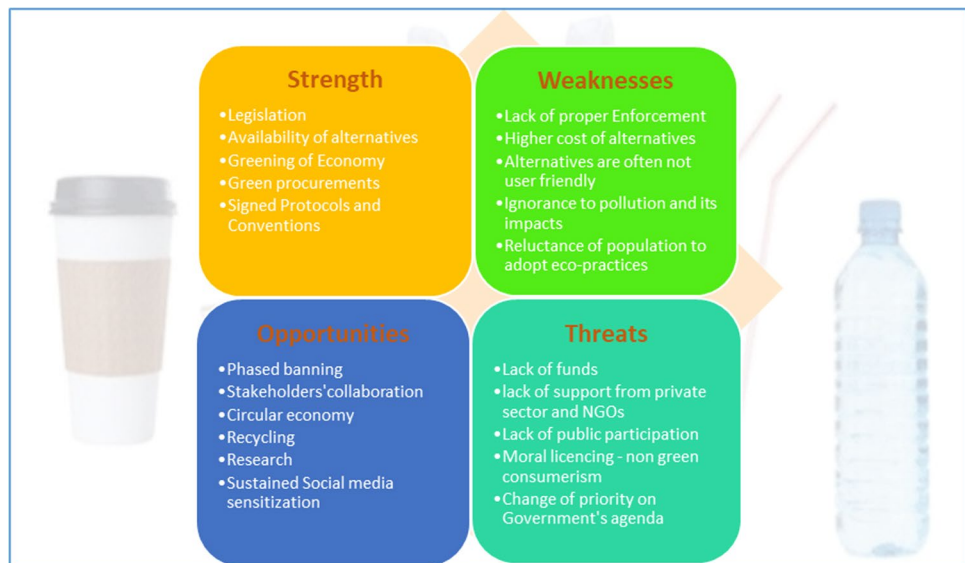 Strength
•Legislation
•Availability of alternatives
•Greening of Economy
•Green procurements
•Signed Protocols and
Conventions
Weaknesses
•Lack of proper Enforcement
•Higher cost of alternatives
•Alternatives are often not
user friendly
•Ignorance to pollution and its
impacts
•Reluctance of population to
adopt eco-practices
Opportunities
•Phased banning
•Stakeholders'collaboration
•Circular economy
•Recycling
•Research
•Sustained Social media
sensitization
Threats
•Lack of funds
•lack of support from private
sector and NGOs
•Lack of public participation
•Moral licencing - non green
consumerism
•Change of priority on
Government's agenda